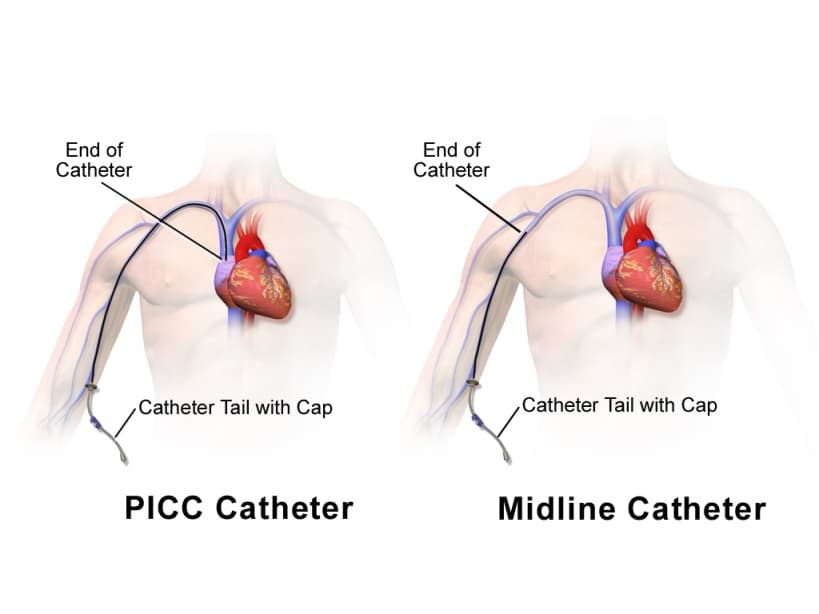 End of
Catheter
Catheter Tail with Cap
PICC Catheter
End of
Catheter
Catheter Tail with Cap
Midline Catheter